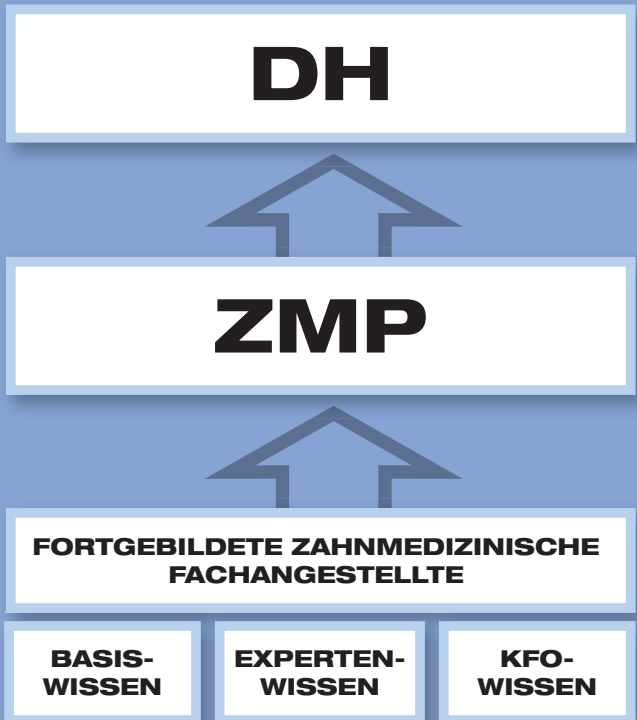 DH
ZMP
FORTGEBILDETE ZAHNMEDIZINISCHE
FACHANGESTELLTE
BASIS-
WISSEN
EXPERTEN-
WISSEN
KFO-
WISSEN